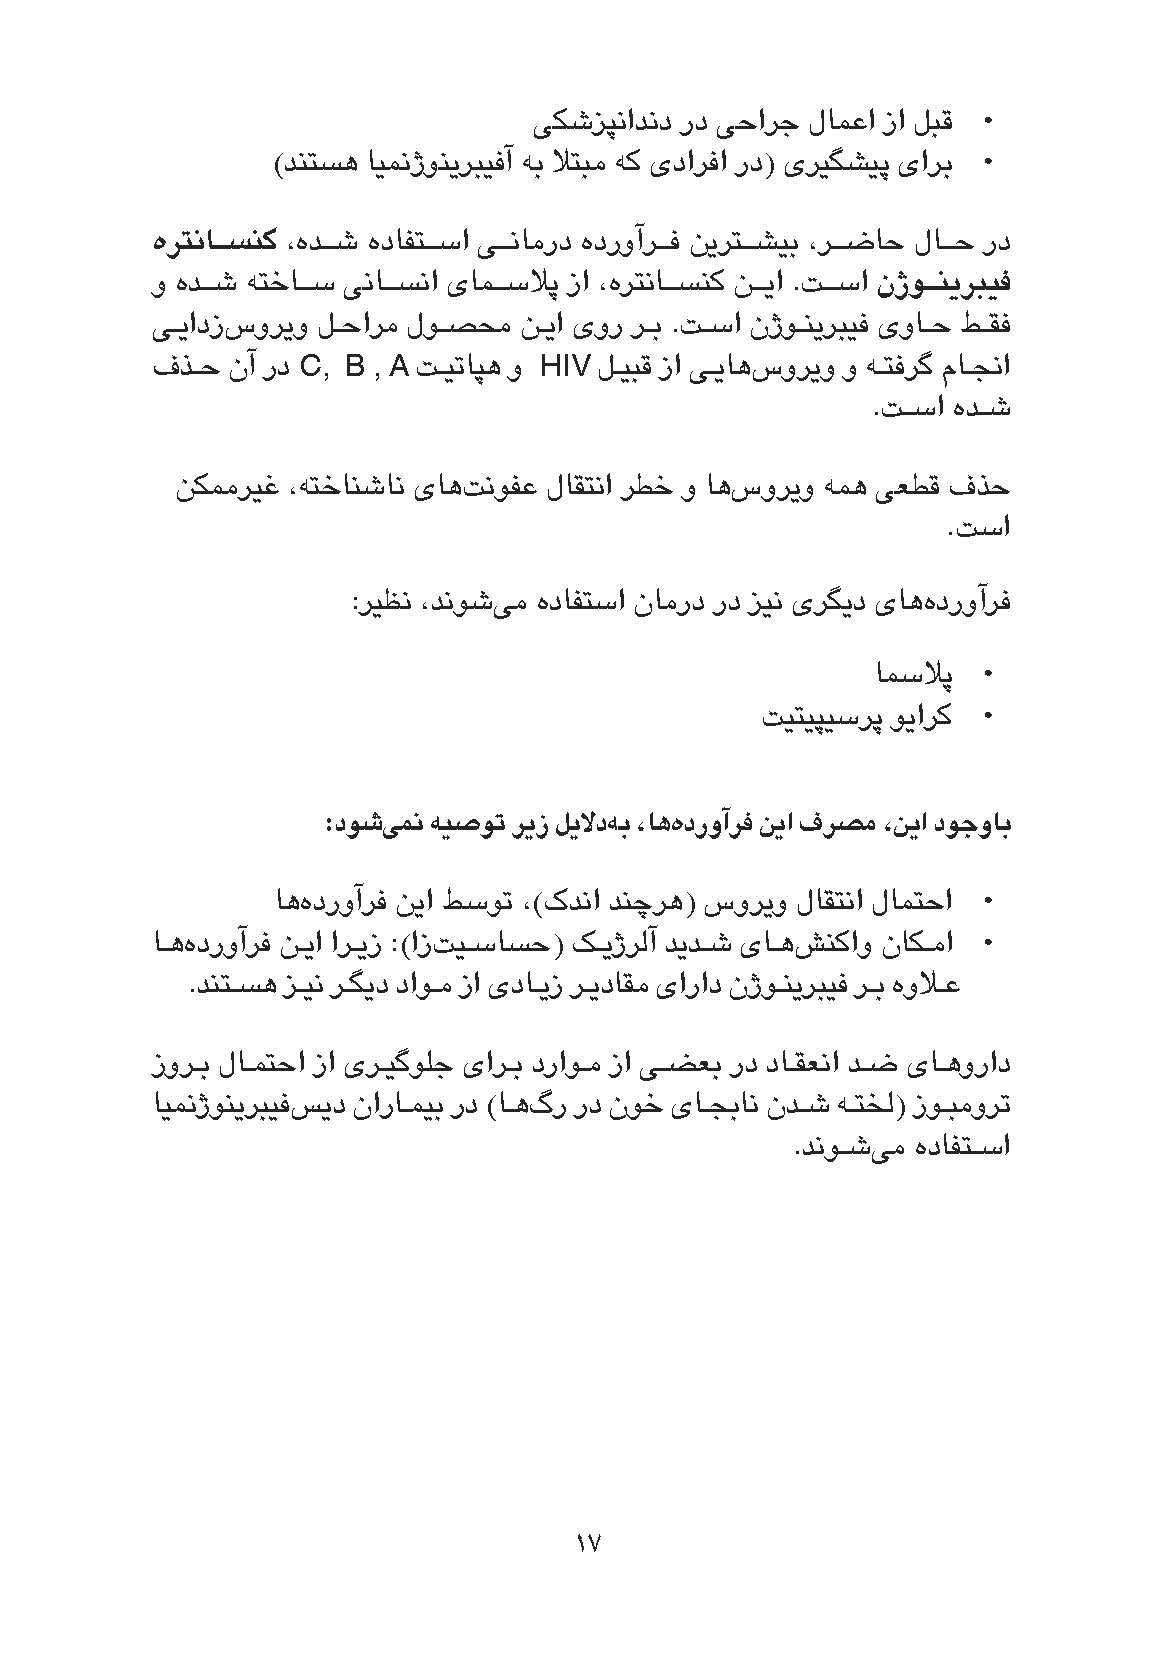 • قبل از اعمال جراحی در دندانپزشکی
• برای پیشگیری (در افرادی که مبتلا به آفیبرینوژنمیا هستند)
در حال حاضر، بیشترین فرآورده درمانی استفاده شده، کنسانتره
فیبرینوژن است. این کنسانتره، از پلاسمای انسانی ساخته شده و
فقط حاوی فیبرینوژن است. بر روی این محصول مراحل ویروس‌زدایی
انجام گرفته و ویروس‌هایی از قبیل HIV و هپاتیت A , B ,C در آن حذف
شده است.
حذف قطعی همه ویروس‌ها و خطر انتقال عفونت‌های ناشناخته، غیرممکن
است.
فرآورده‌های دیگری نیز در درمان استفاده می‌شوند، نظیر:
• پلاسما
• کرایو پرسیپیتیت
باوجود این، مصرف این فرآورده‌ها، به‌دلایل زیر توصیه نمی‌شود:
• احتمال انتقال ویروس (هرچند اندک)، توسط این فرآورده‌ها
• امکان واکنش‌های شدید آلرژیک (حساسیت‌زا): زیرا این فرآورده‌ها
علاوه بر فیبرینوژن دارای مقادیر زیادی از مواد دیگر نیز هستند.
داروهای ضد انعقاد در بعضی از موارد برای جلوگیری از احتمال بروز
ترومبوز (لخته شدن نابجای خون در رگ‌ها) در بیماران دیس‌فیبرینوژنمیا
استفاده می‌شوند.
۱۷